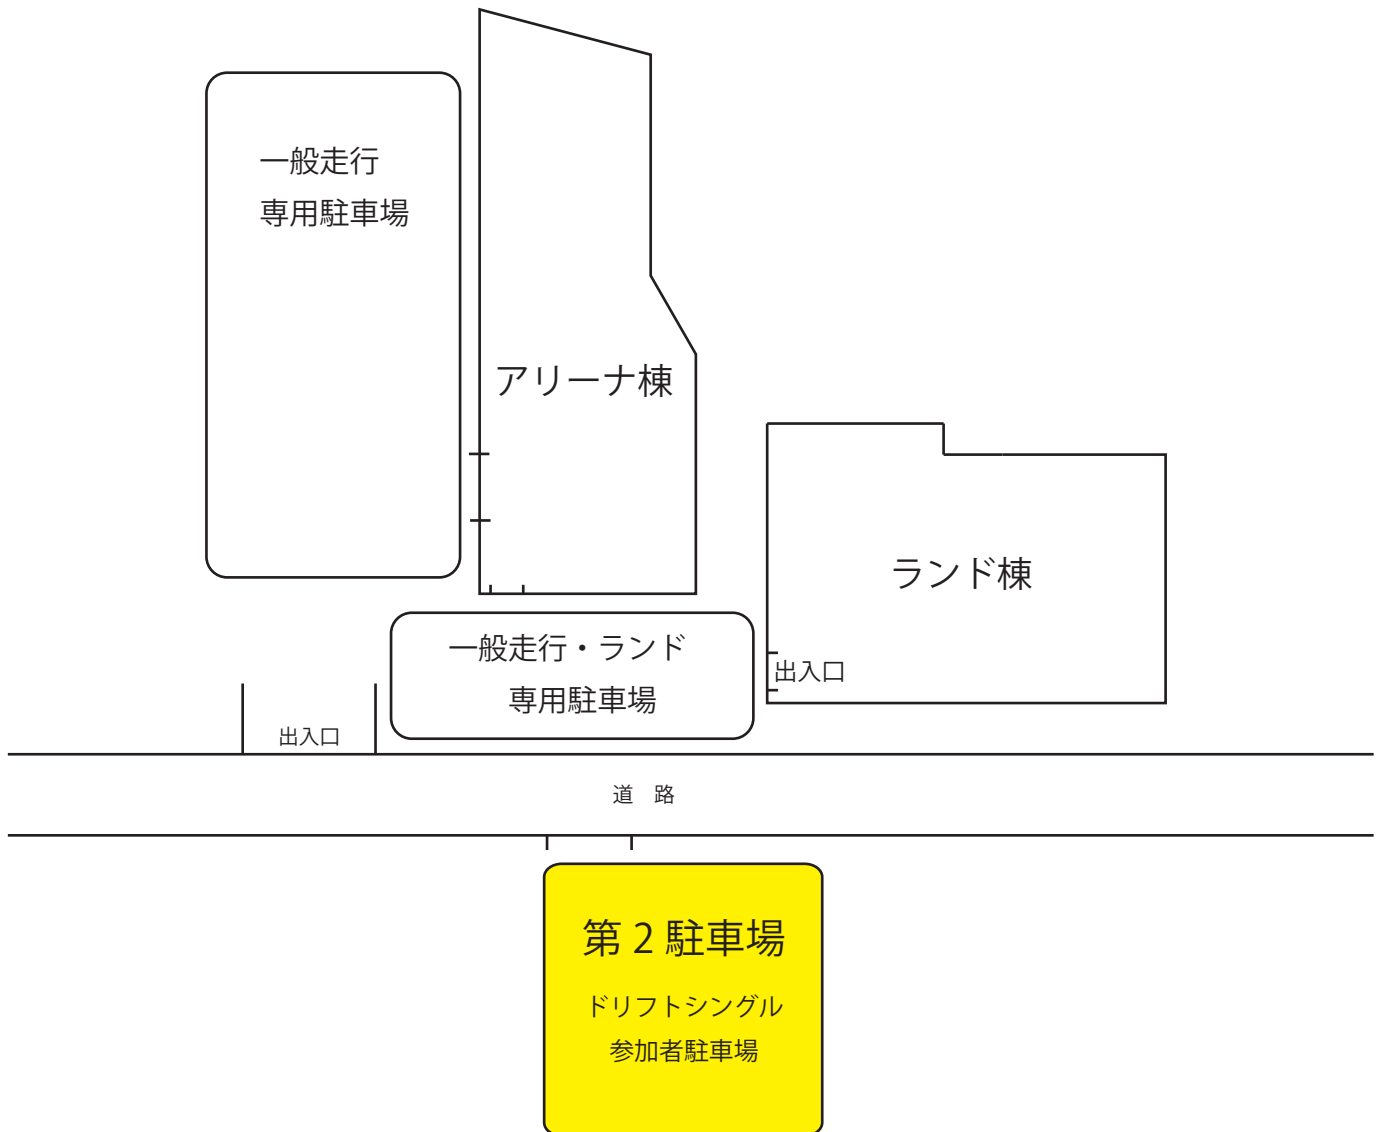 一般走行
専用駐車場
アリーナ棟
ランド棟
一般走行・ランド
専用駐車場
出入口
出入口
道　路
第 2 駐車場
ドリフトシングル
参加者駐車場